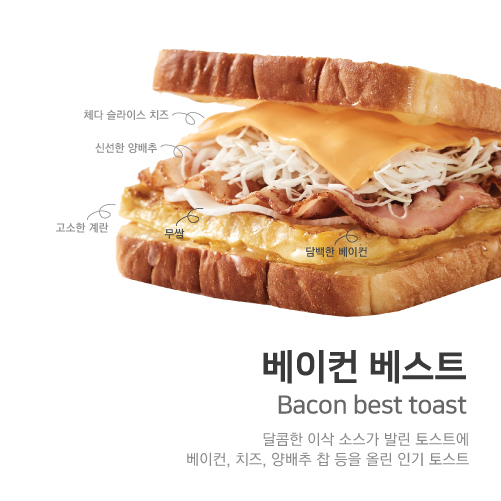 체다 슬라이스 치즈
신선한 양배추
고소한 계란
무쌈
담백한 베이컨
베이컨 베스트
Bacon best toast
달콤한 이삭 소스가 발린 토스트에
베이컨, 치즈, 양배추 찹 등을 올린 인기 토스트